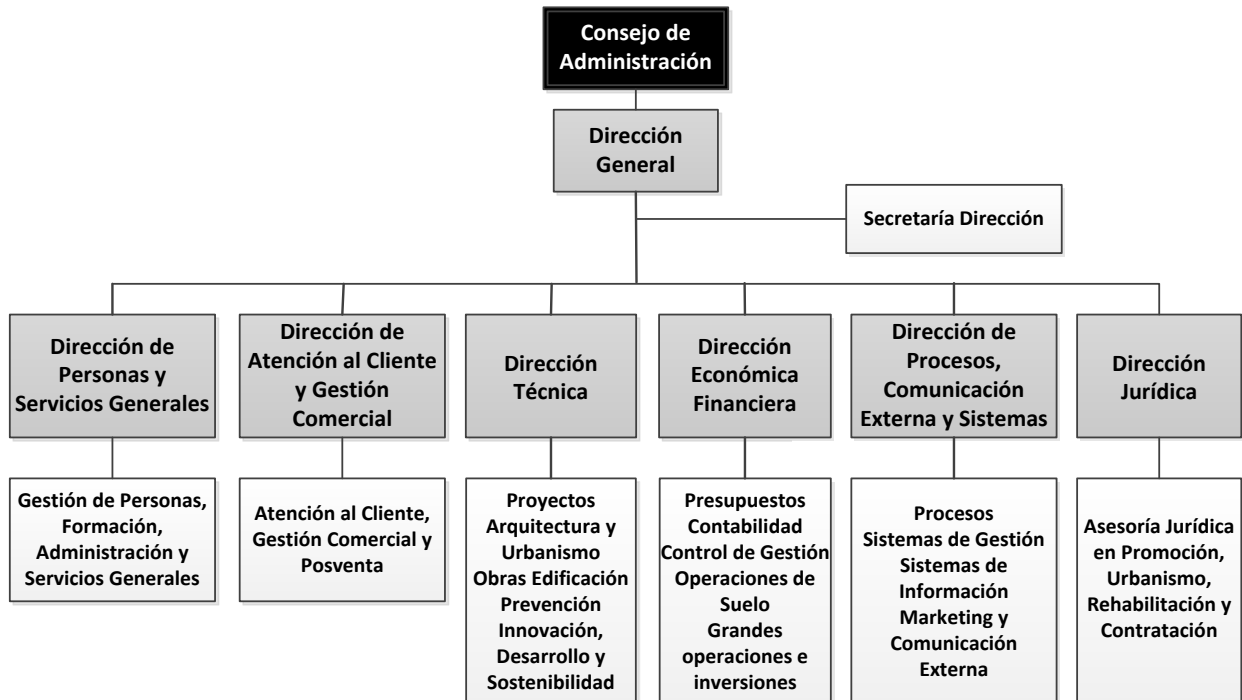 Consejo de
Administración
Dirección
General
Secretaría Dirección
Dirección de
Personas y
Servicios Generales
Dirección de
Atención al Cliente
y Gestión
Comercial
Dirección
Técnica
Dirección
Económica
Financiera
Dirección de
Procesos,
Comunicación
Externa y Sistemas
Dirección
Jurídica
Gestión de Personas,
Formación,
Administración y
Servicios Generales
Atención al Cliente,
Gestión Comercial y
Posventa
Proyectos
Arquitectura y
Urbanismo
Obras Edificación
Prevención
Innovación,
Desarrollo y
Sostenibilidad
Presupuestos
Contabilidad
Control de Gestión
Operaciones de
Suelo
Grandes
operaciones e
inversiones
Procesos
Sistemas de Gestión
Sistemas de
Información
Marketing y
Comunicación
Externa
Asesoría Jurídica
en Promoción,
Urbanismo,
Rehabilitación y
Contratación